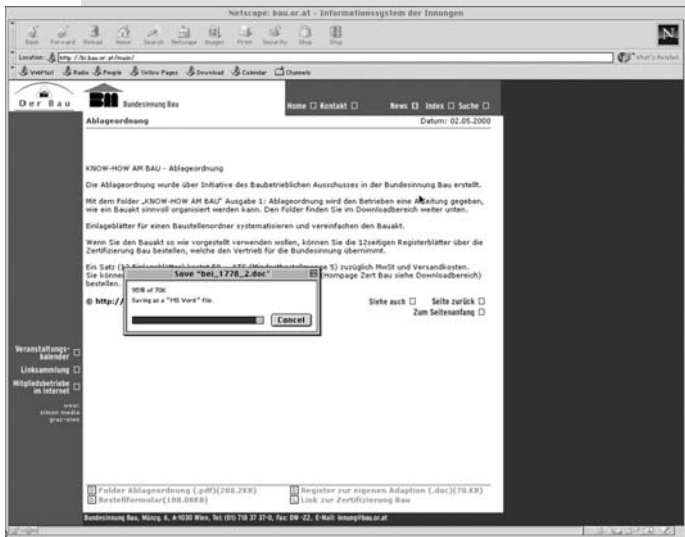 Netscape: bau.or.at - Informationssystem der Innungen
Back Forward Reload Home Search Netscape Images Print Security Shop Stop
Location: http://bi.bau.or.at/main/
WebMail Radio People Yellow Pages Download Calendar Channels
What's Related
Der Bau
Bundesinnung Bau
Home Kontakt News Index Suche
Ablageordnung Datum: 02.05.2000
KNOW-HOW AM BAU - Ablageordnung
Die Ablageordnung wurde über Initiative des Baubetrieblichen Ausschusses in der Bundesinnung Bau erstellt.
Mit dem Folder „KNOW-HOW AM BAU" Ausgabe 1: Ablageordnung wird den Betrieben eine Anleitung gegeben,
wie ein Bauakt sinnvoll organisiert werden kann. Den Folder finden Sie im Downloadbereich weiter unten.
Einlageblätter für einen Baustellenordner systematisieren und vereinfachen den Bauakt.
Wenn Sie den Bauakt so wie vorgestellt verwenden wollen, können Sie die 12seitigen Registerblätter über die
Zertifizierung Bau bestellen, welche den Vertrieb für die Bundesinnung übernimmt.
Ein Satz (12 Einlageblätter) kostet 50,- ATS (Mindestbestellmenge 5) zuzüglich MwSt und Versandkosten.
Sie können (Hompage Zert Bau siehe Downloadbereich)
bestellen.
Save "bei_1778_2.doc"
95% of 70K
Saving as a "MS Word" file.
Cancel
© http://
Siehe auch Seite zurück
Zum Seitenanfang
Veranstaltungs-
kalender
Linksammlung
Mitgliedsbetriebe
im Internet
www:
simon media
graz-wien
Folder Ablageordnung (.pdf)(208.2KB) Register zur eigenen Adaption (.doc)(70.KB)
Bestellformular(108.00KB) Link zur Zertifizierung Bau
Bundesinnung Bau, Münzg. 6, A-1030 Wien, Tel: (01) 718 37 37-0, Fax: DW -22, E-Mail: innung@bau.or.at